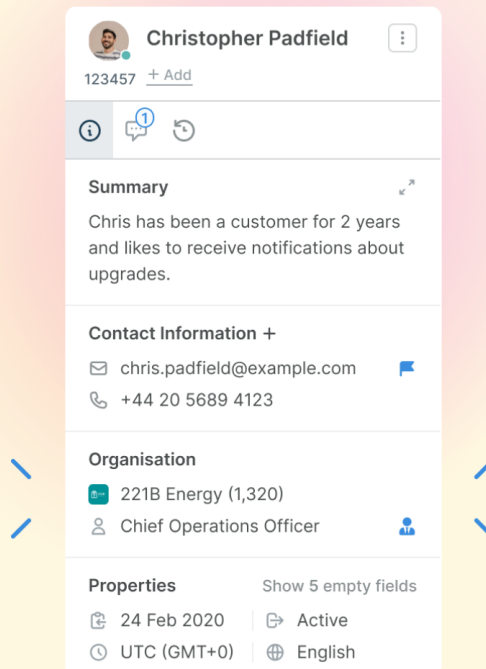 Christopher Padfield
123457 + Add
1
Summary
Chris has been a customer for 2 years
and likes to receive notifications about
upgrades.
Contact Information +
chris.padfield@example.com
+44 20 5689 4123
Organisation
221B Energy (1,320)
Chief Operations Officer
Properties Show 5 empty fields
24 Feb 2020 Active
UTC (GMT+0) English